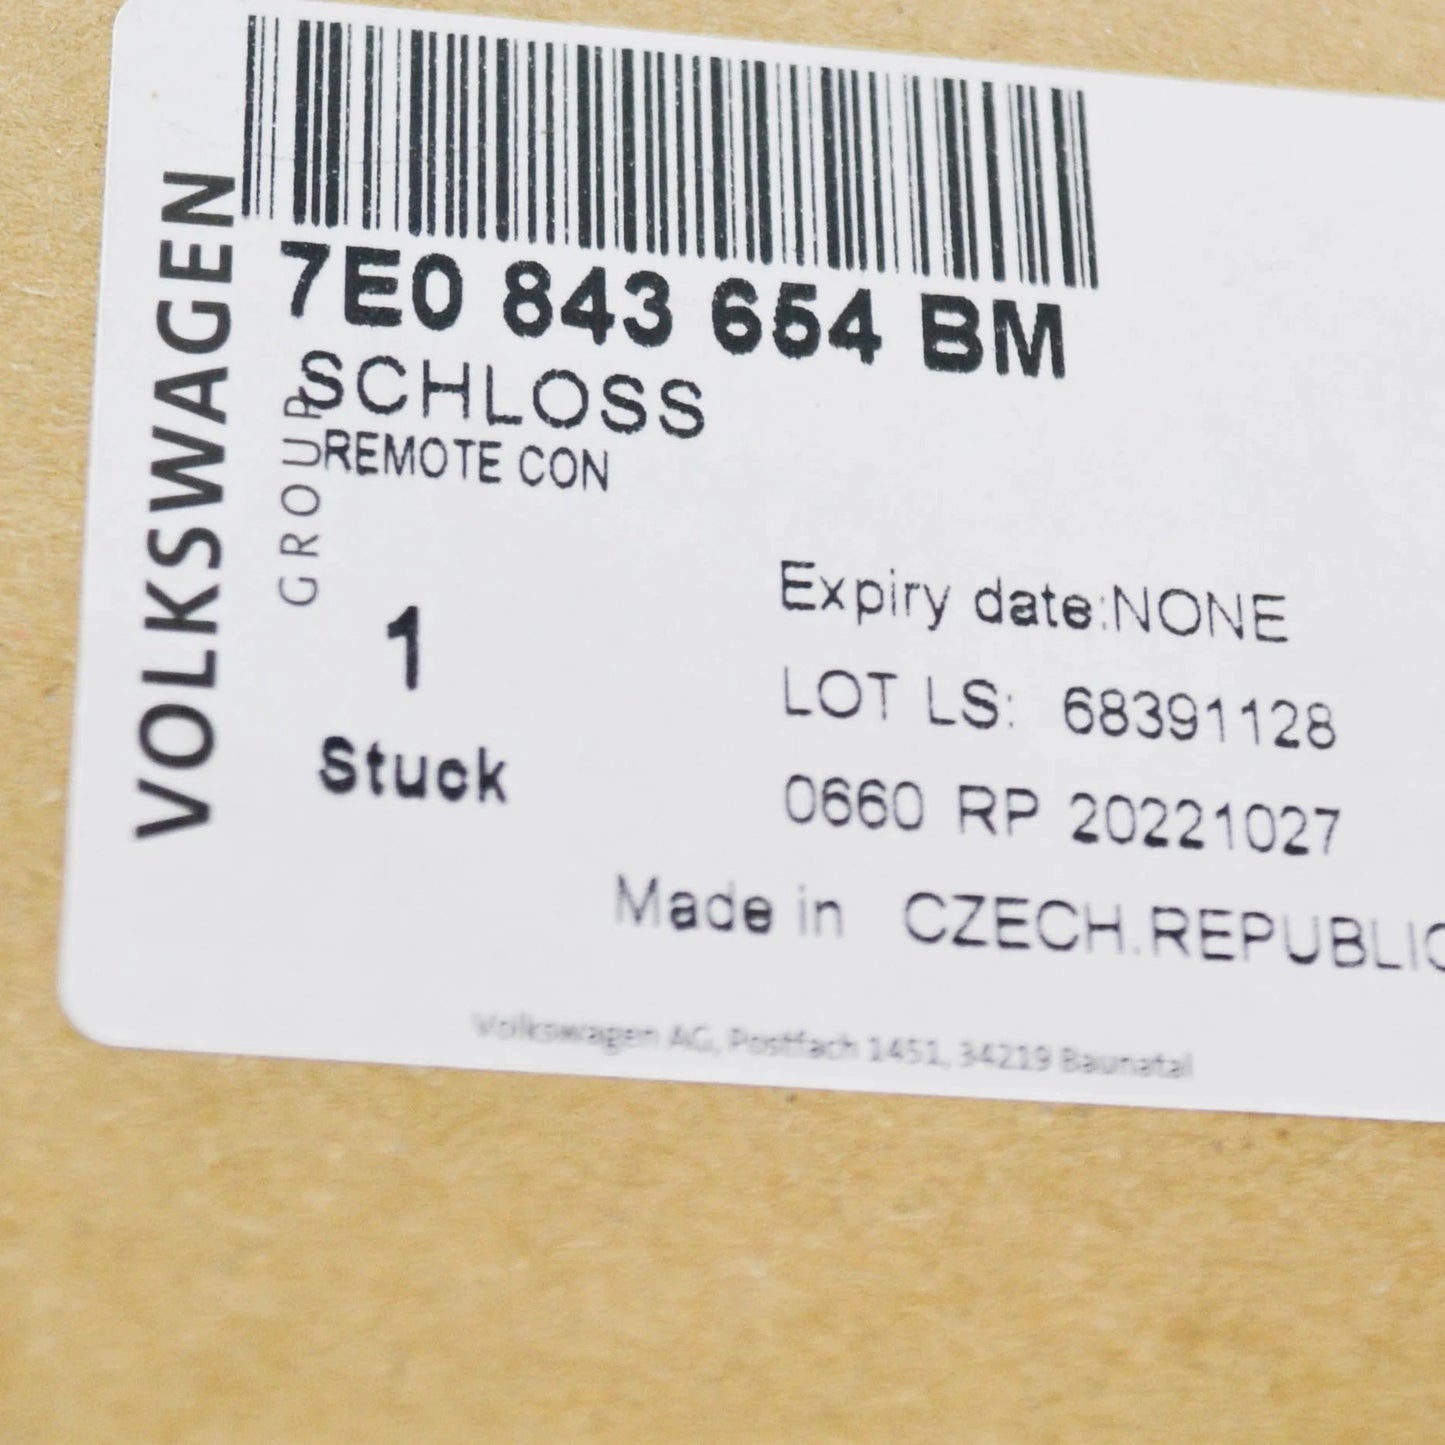 VOLKSWAGEN
GROUP
7E0 843 654 BM
SCHLOSS
REMOTE CON
1
Stuck
Expiry date:NONE
LOT LS: 68391128
0660 RP 20221027
Made in CZECH.REPUBLIC
Volkswagen AG, Postfach 1451, 34219 Baunatal